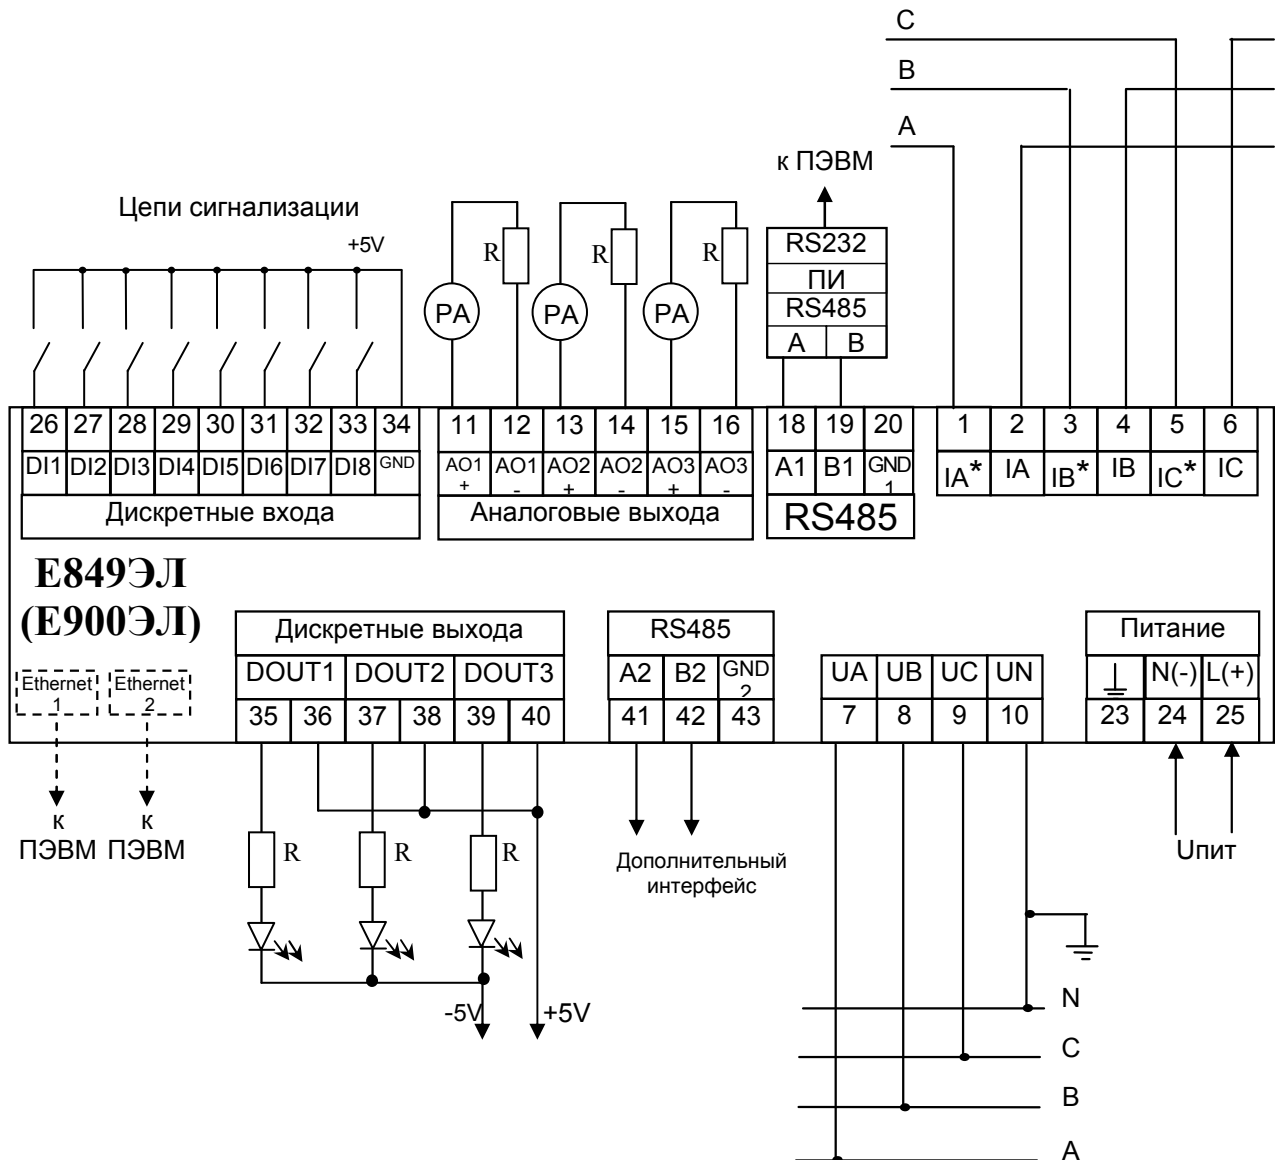 C
B
A
к ПЭВМ
Цепи сигнализации
+5V
R R R
RS232
ПИ
RS485
A B
PA PA PA
26 27 28 29 30 31 32 33 34
DI1 DI2 DI3 DI4 DI5 DI6 DI7 DI8 GND
Дискретные входа
11 12 13 14 15 16
AO1 + AO1 - AO2 + AO2 - AO3 + AO3 -
Аналоговые выхода
18 19 20
A1 B1 GND 1
RS485
1 2 3 4 5 6
IA* IA IB* IB IC* IC
Е849ЭЛ
(Е900ЭЛ)
Ethernet 1
Ethernet 2
к ПЭВМ
к ПЭВМ
Дискретные выхода
DOUT1 DOUT2 DOUT3
35 36 37 38 39 40
R R R
-5V +5V
RS485
A2 B2 GND 2
41 42 43
Дополнительный
интерфейс
UA UB UC UN
7 8 9 10
Питание
N(-) L(+)
23 24 25
Uпит
N
C
B
A